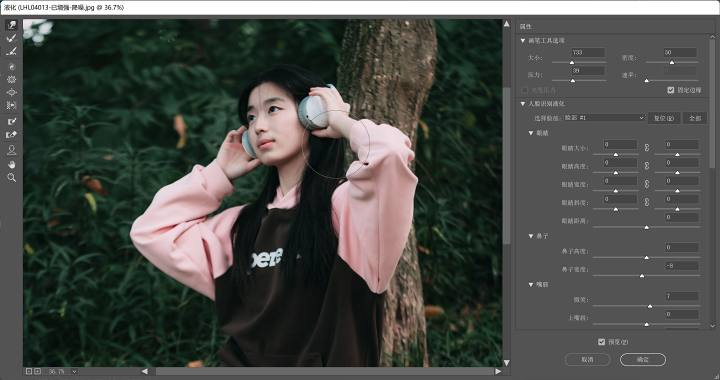 液化 (LHL04013-已增强-降噪.jpg @ 36.7%)
属性
画笔工具选项
大小: 733 密度: 50
压力: 39 速率:
固定边缘
人脸识别液化
选择脸部: 脸部 #1 复位(R) 全部
眼睛
眼睛大小: 0 0
眼睛高度: 0 0
眼睛宽度: 0 0
眼睛斜度: 0 0
眼睛距离: 0
鼻子
鼻子高度: 0
鼻子宽度: -8
嘴唇
微笑: 7
上嘴唇: 0
预览(P)
36.7%
取消 确定